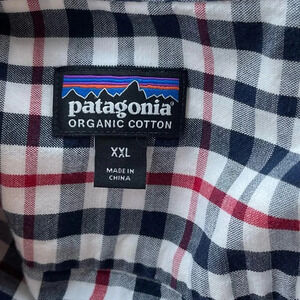 patagonia
ORGANIC COTTON
XXL
MADE IN
CHINA